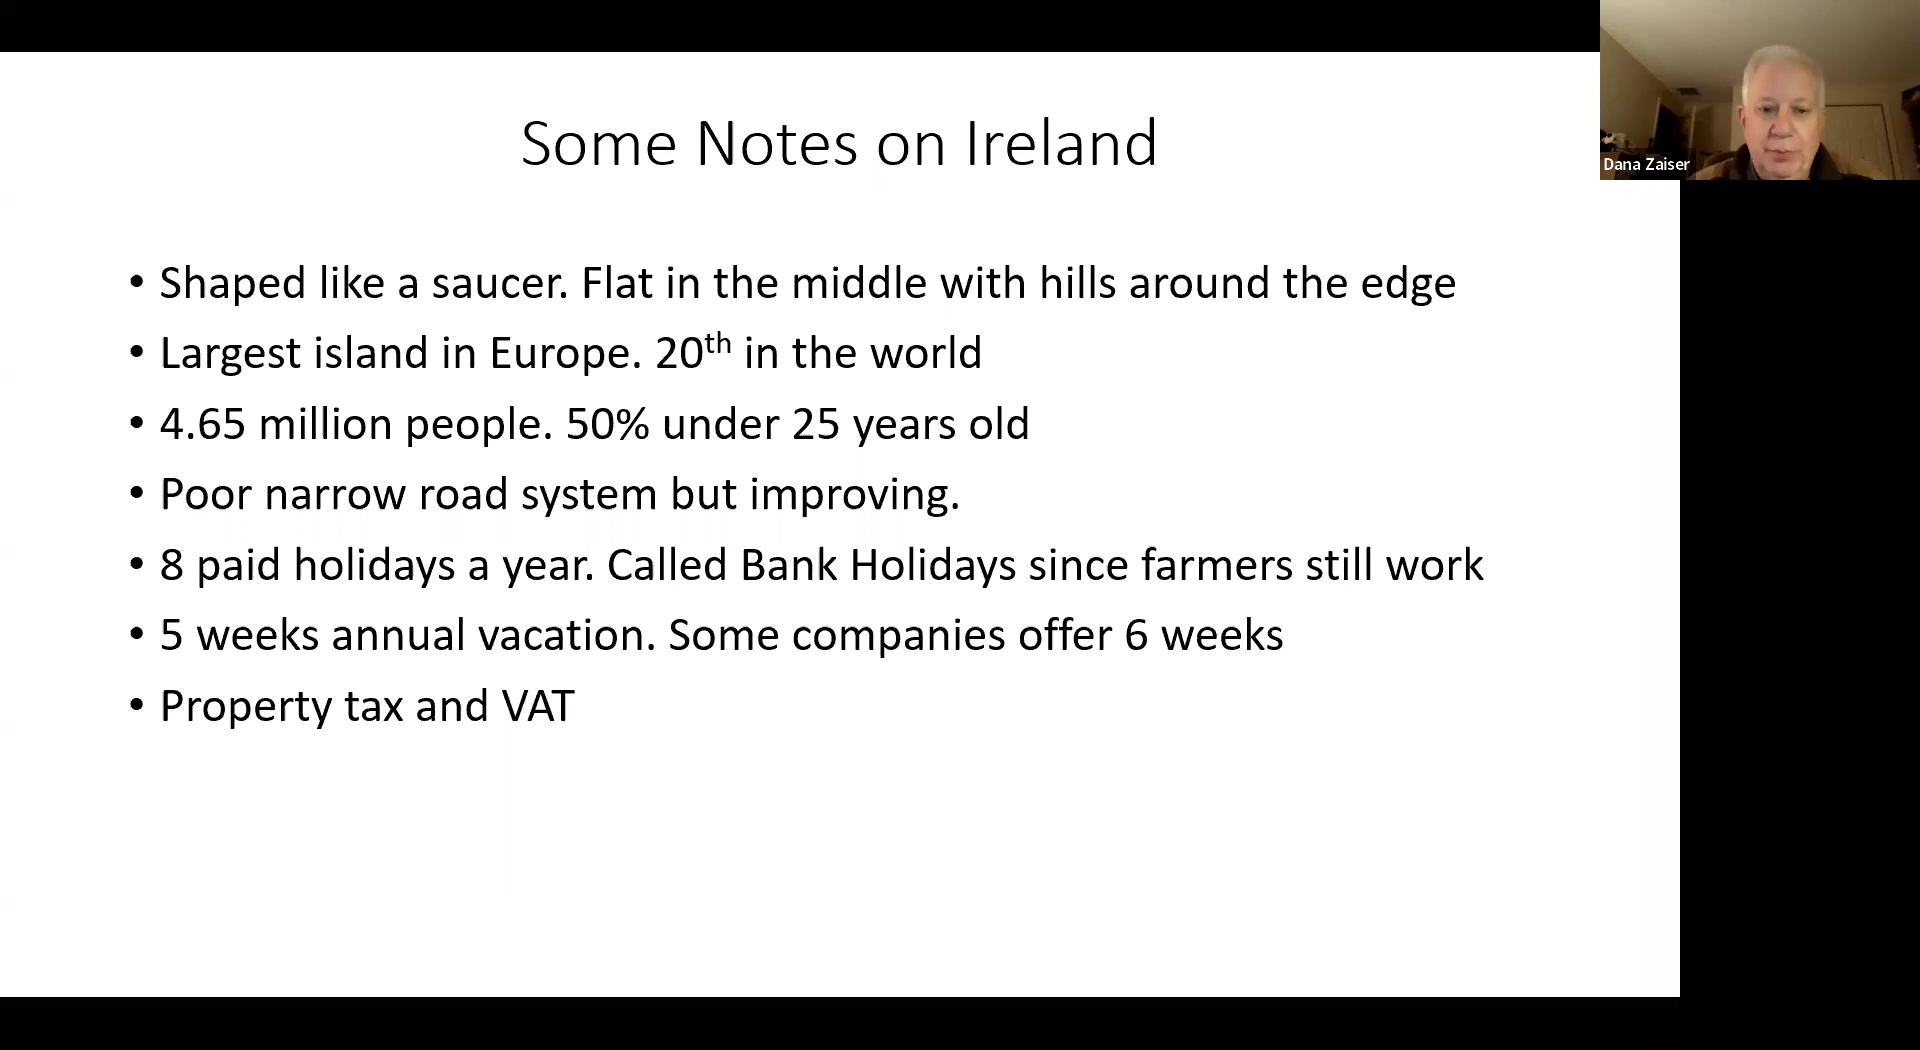 Some Notes on Ireland
• Shaped like a saucer. Flat in the middle with hills around the edge
• Largest island in Europe. 20th in the world
• 4.65 million people. 50% under 25 years old
• Poor narrow road system but improving.
• 8 paid holidays a year. Called Bank Holidays since farmers still work
• 5 weeks annual vacation. Some companies offer 6 weeks
• Property tax and VAT
Dana Zaiser